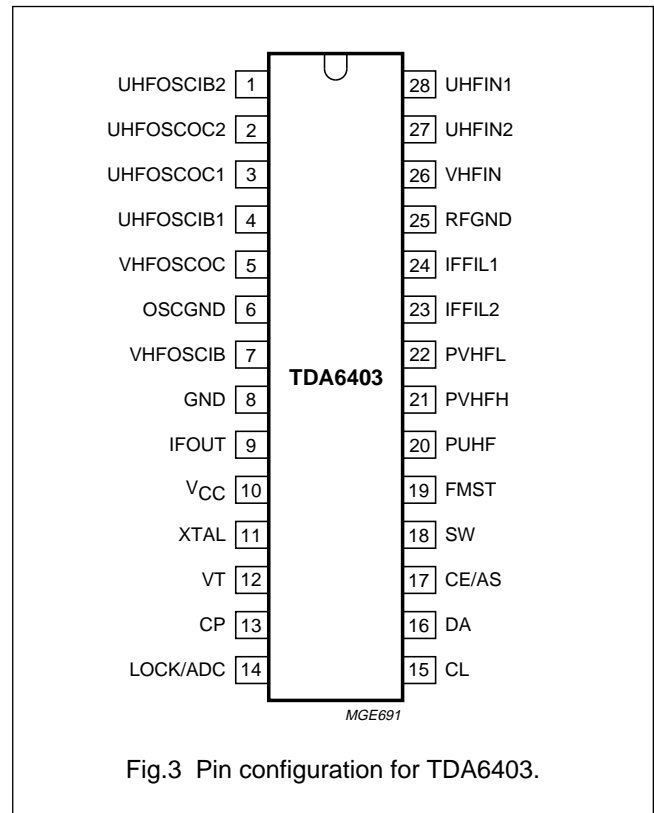 UHFOSCIB2 1 28 UHFIN1
UHFOSCOC2 2 27 UHFIN2
UHFOSCOC1 3 26 VHFIN
UHFOSCIB1 4 25 RFGND
VHFOSCOC 5 24 IFFIL1
OSCGND 6 23 IFFIL2
VHFOSCIB 7 22 PVHFL
TDA6403
GND 8 21 PVHFH
IFOUT 9 20 PUHF
VCC 10 19 FMST
XTAL 11 18 SW
VT 12 17 CE/AS
CP 13 16 DA
LOCK/ADC 14 15 CL
MGE691
Fig.3 Pin configuration for TDA6403.